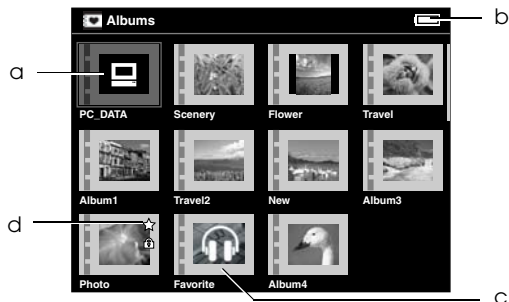 Albums
b
a
PC_DATA Scenery Flower Travel
Album1 Travel2 New Album3
d
Photo Favorite Album4
c